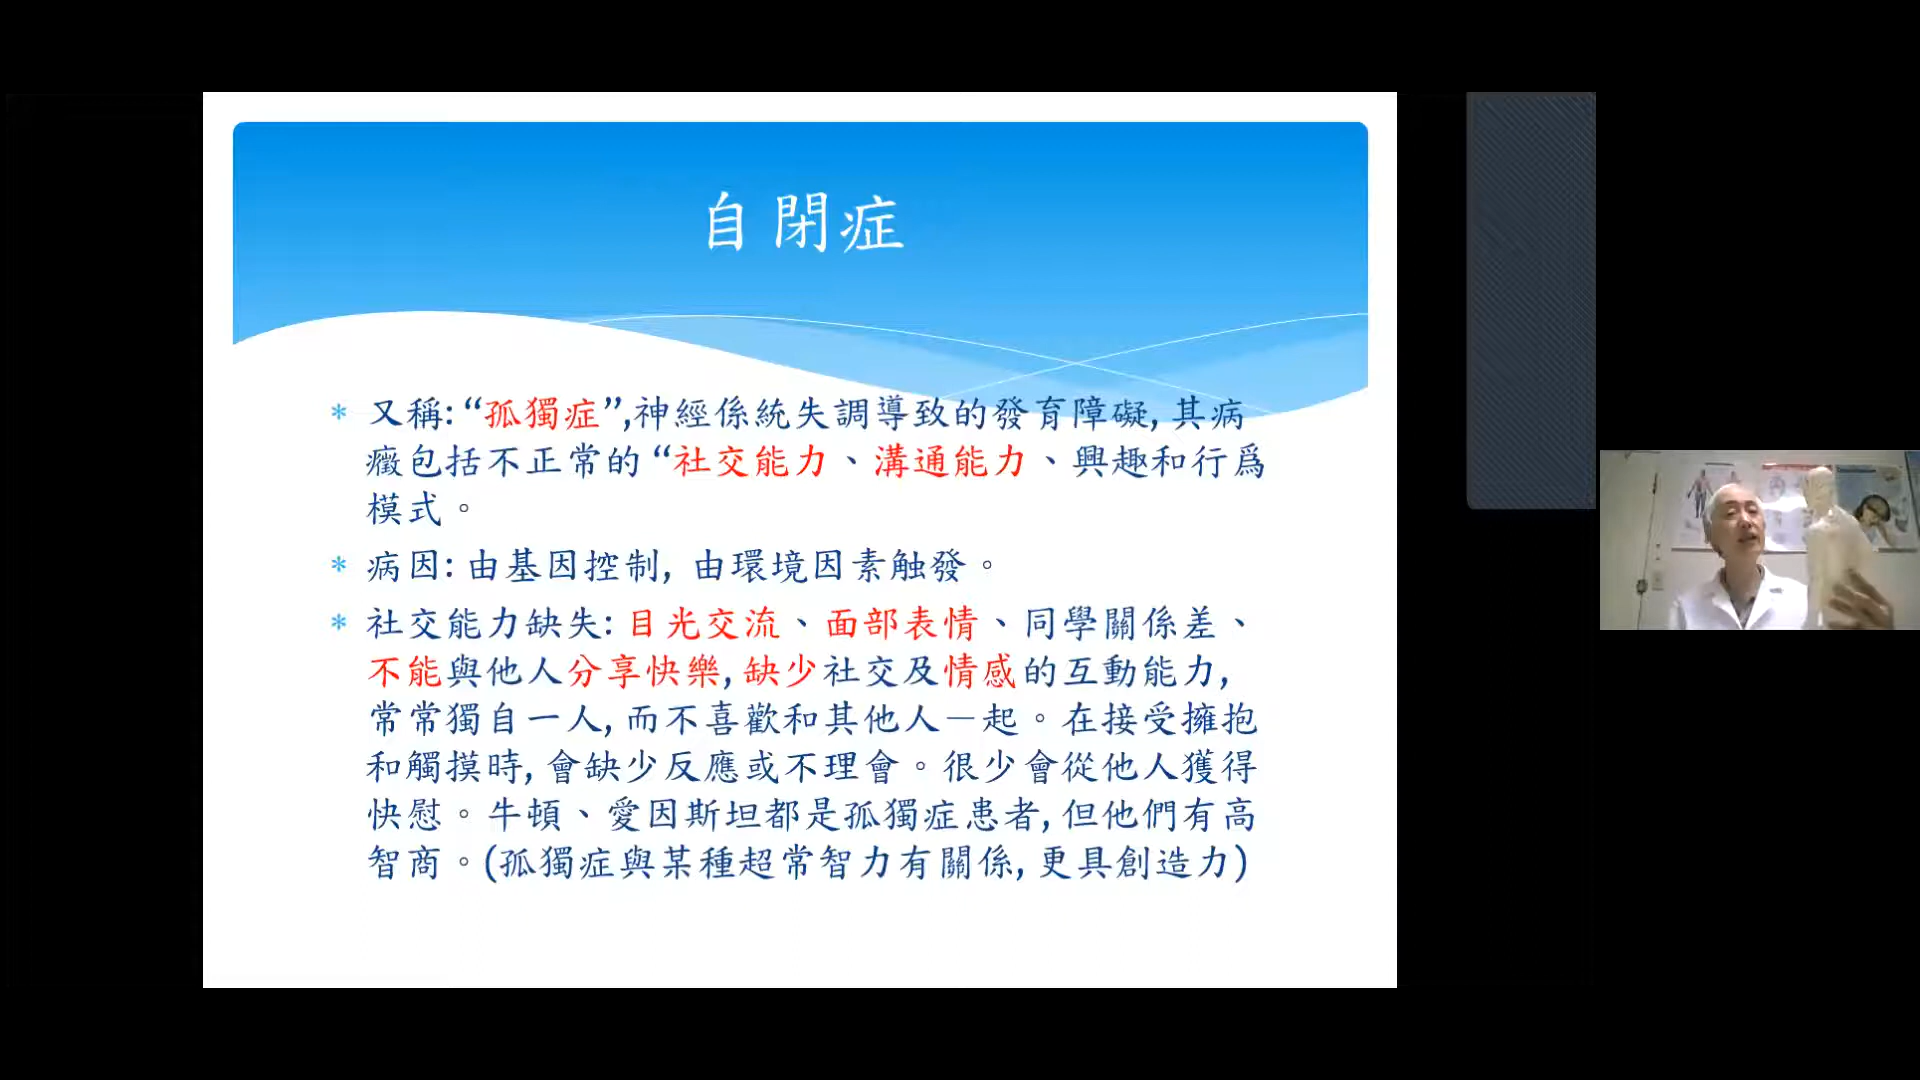 自閉症
* 又稱: “孤獨症”,神經係統失調導致的發育障礙, 其病
癥包括不正常的 “社交能力、溝通能力、興趣和行爲
模式。
* 病因: 由基因控制, 由環境因素触發。
* 社交能力缺失: 目光交流、面部表情、同學關係差、
不能與他人分享快樂, 缺少社交及情感的互動能力,
常常獨自一人, 而不喜歡和其他人一起。在接受擁抱
和觸摸時, 會缺少反應或不理會。很少會從他人獲得
快慰。牛頓、愛因斯坦都是孤獨症患者, 但他們有高
智商。(孤獨症與某種超常智力有關係, 更具創造力)